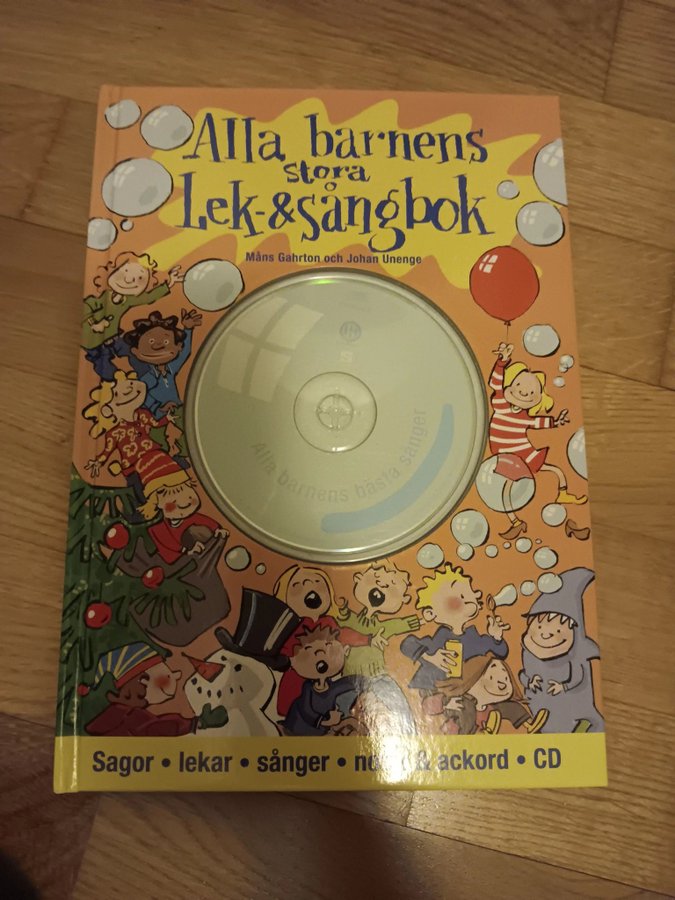 Alla barnens
stora
Lek-&sångbok
Måns Gahrton och Johan Unenge
Alla barnens bästa sånger
Sagor • lekar • sånger • & ackord • CD